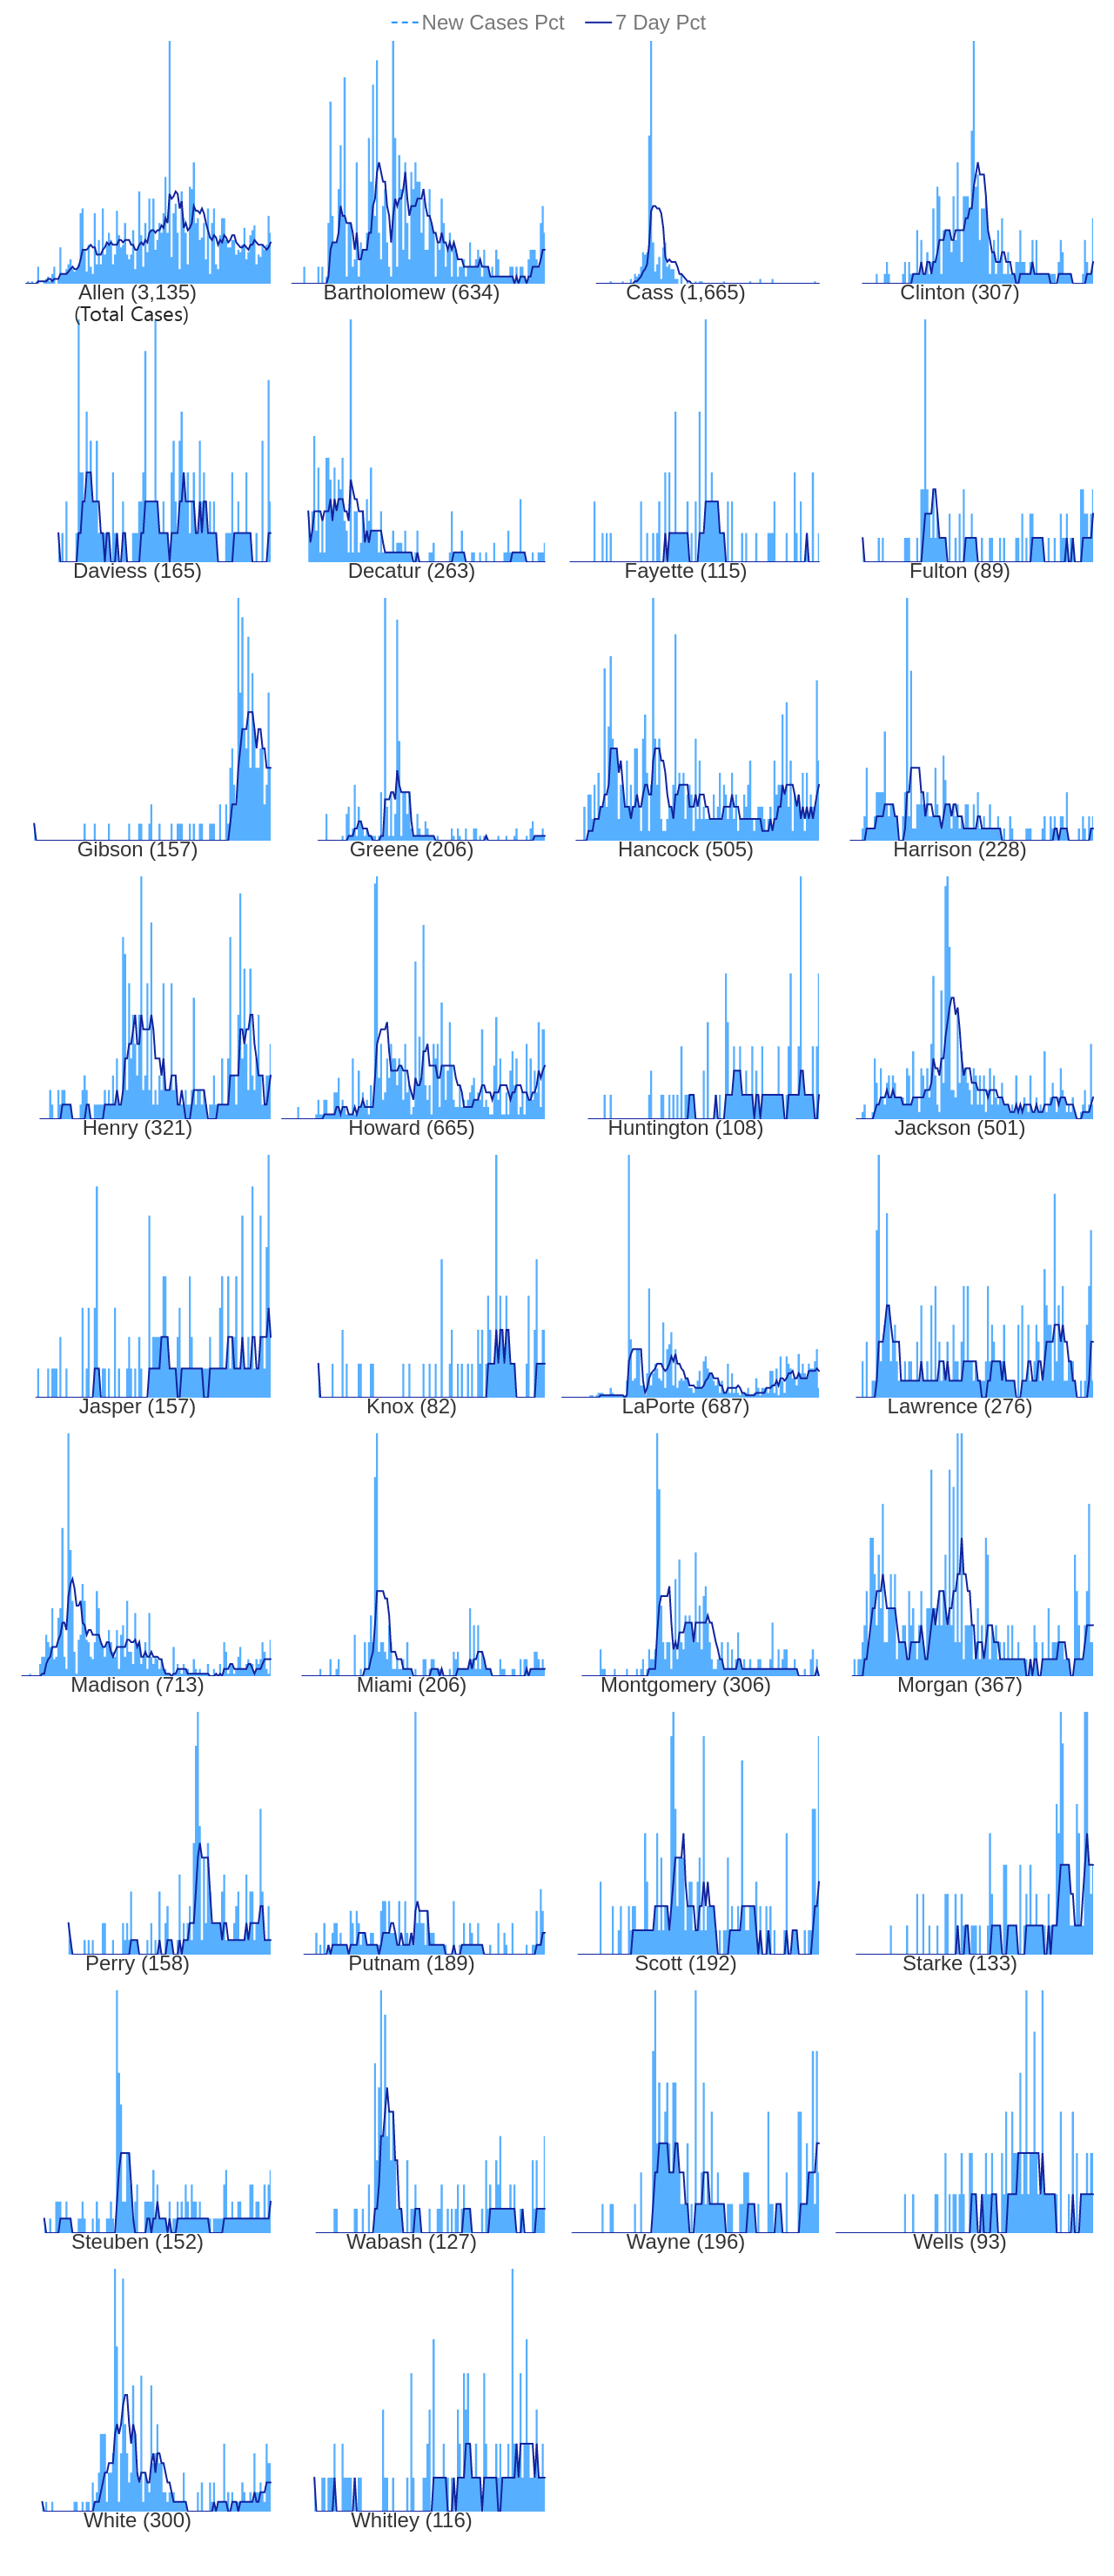 New Cases Pct 7 Day Pct
Allen (3,135) Bartholomew (634) Cass (1,665) Clinton (307)
(Total Cases)
Daviess (165) Decatur (263) Fayette (115) Fulton (89)
Gibson (157) Greene (206) Hancock (505) Harrison (228)
Henry (321) Howard (665) Huntington (108) Jackson (501)
Jasper (157) Knox (82) LaPorte (687) Lawrence (276)
Madison (713) Miami (206) Montgomery (306) Morgan (367)
Perry (158) Putnam (189) Scott (192) Starke (133)
Steuben (152) Wabash (127) Wayne (196) Wells (93)
White (300) Whitley (116)